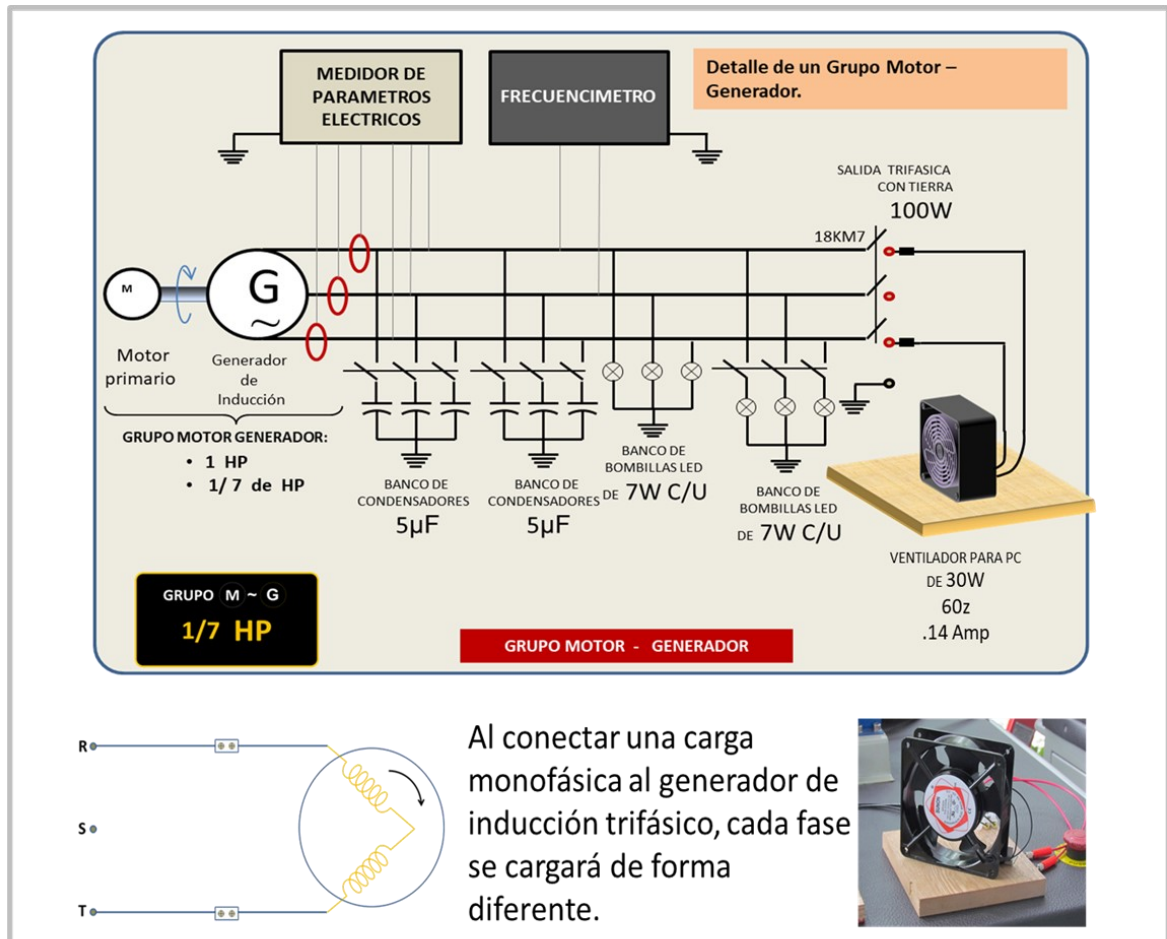 MEDIDOR DE
PARAMETROS
ELECTRICOS
FRECUENCIMETRO
Detalle de un Grupo Motor –
Generador.
SALIDA TRIFASICA
CON TIERRA
100W
18KM7
M
G
~
Motor
primario
Generador
de
Inducción
GRUPO MOTOR GENERADOR:
• 1 HP
• 1/ 7 de HP
BANCO DE
CONDENSADORES
5µF
BANCO DE
CONDENSADORES
5µF
BANCO DE
BOMBILLAS LED
DE 7W C/U
BANCO DE
BOMBILLAS LED
DE 7W C/U
VENTILADOR PARA PC
DE 30W
60z
.14 Amp
GRUPO M ~ G
1/7 HP
GRUPO MOTOR - GENERADOR
R
S
T
Al conectar una carga
monofásica al generador de
inducción trifásico, cada fase
se cargará de forma
diferente.